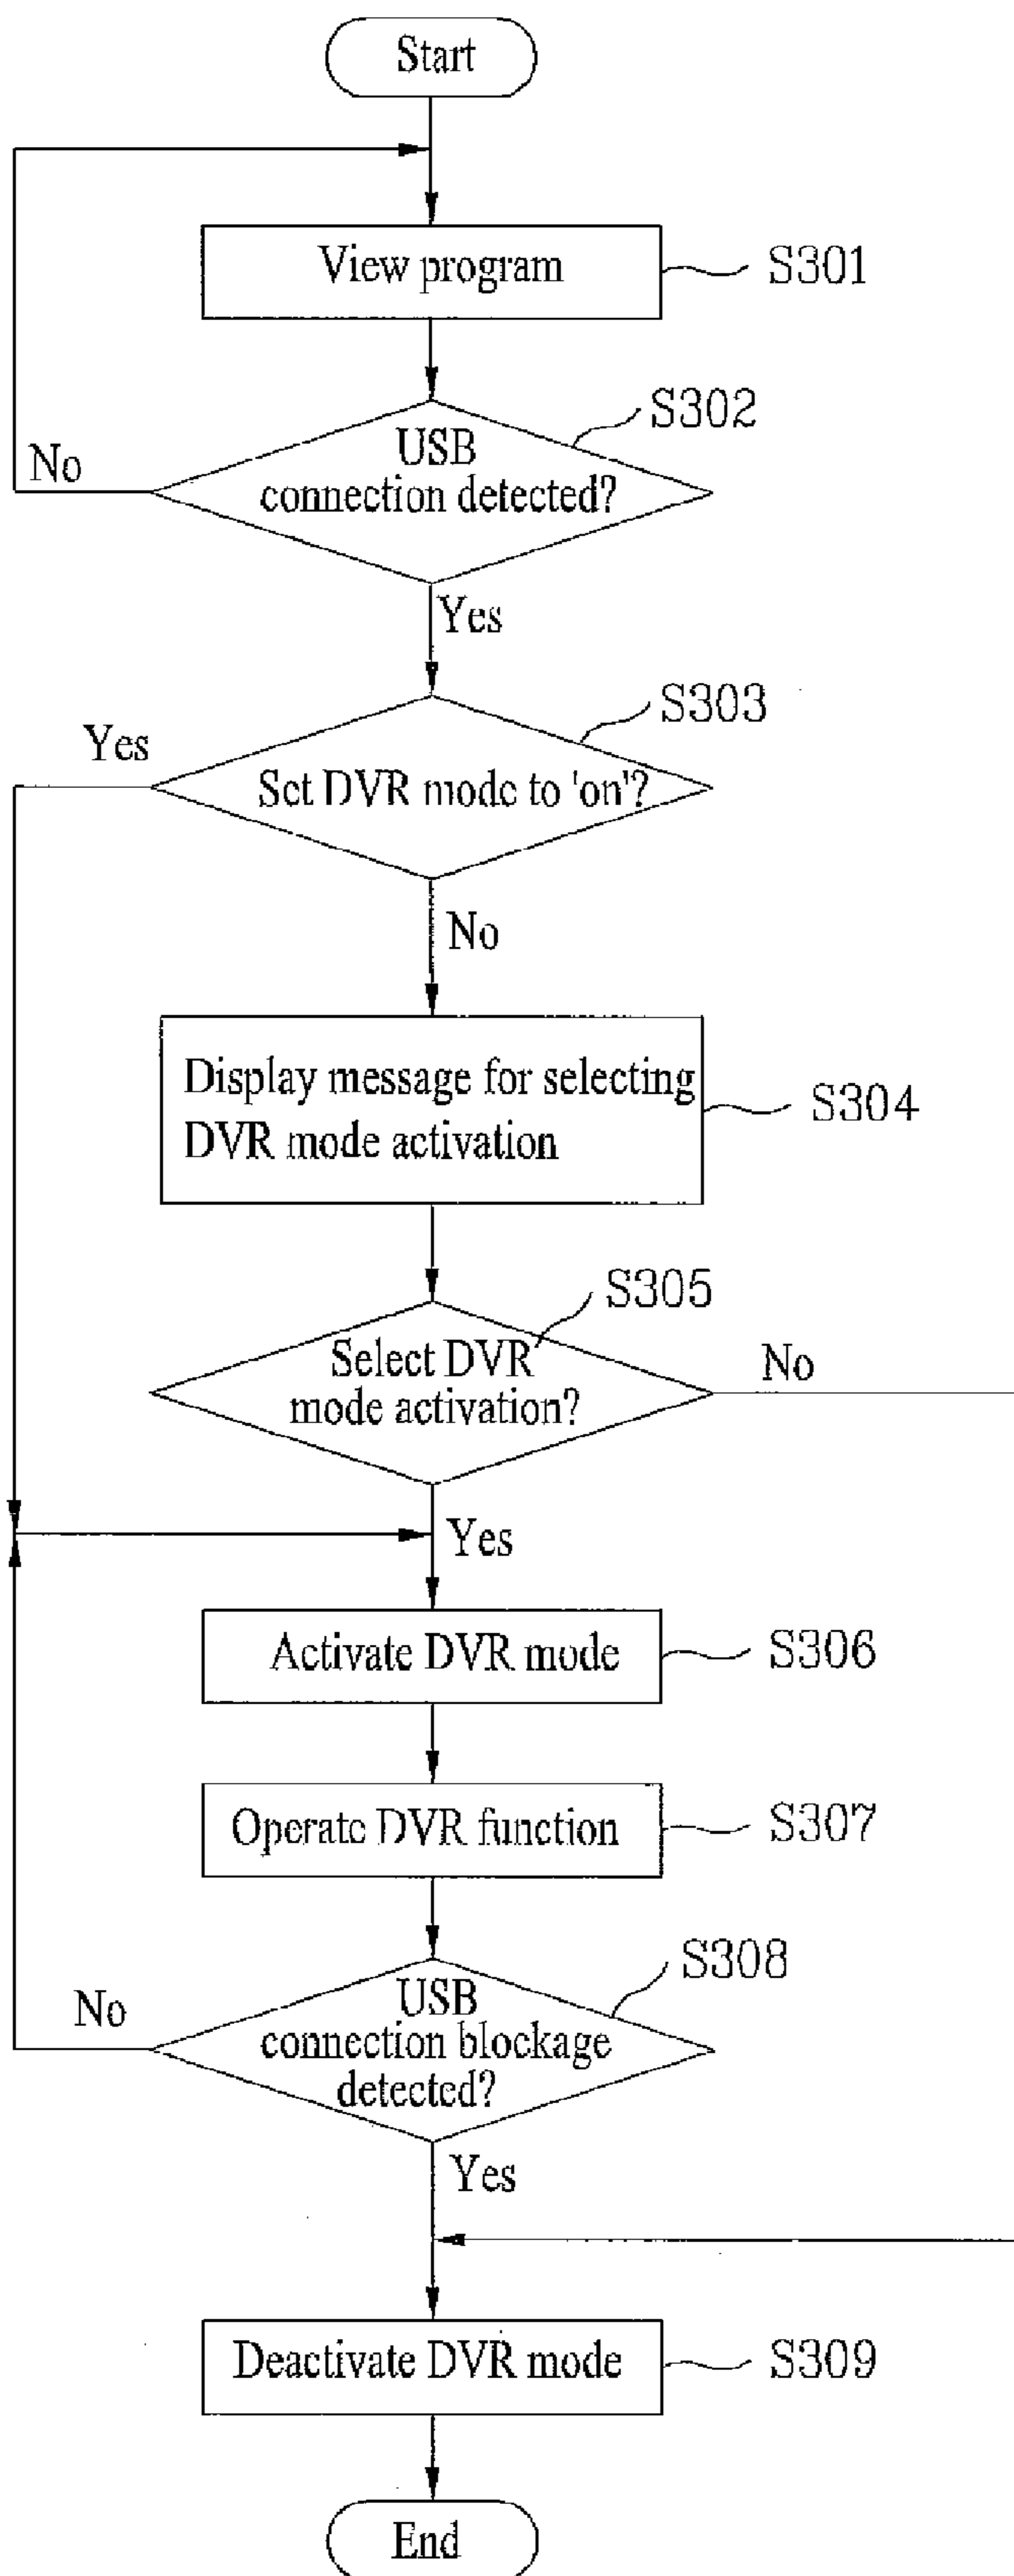 Start
View program
S301
S302
USB
connection detected?
No
Yes
S303
Yes
Set DVR mode to 'on'?
No
Display message for selecting
DVR mode activation
S304
S305
Select DVR
mode activation?
No
Yes
Activate DVR mode
S306
Operate DVR function
S307
S308
USB
connection blockage
detected?
No
Yes
Deactivate DVR mode
S309
End